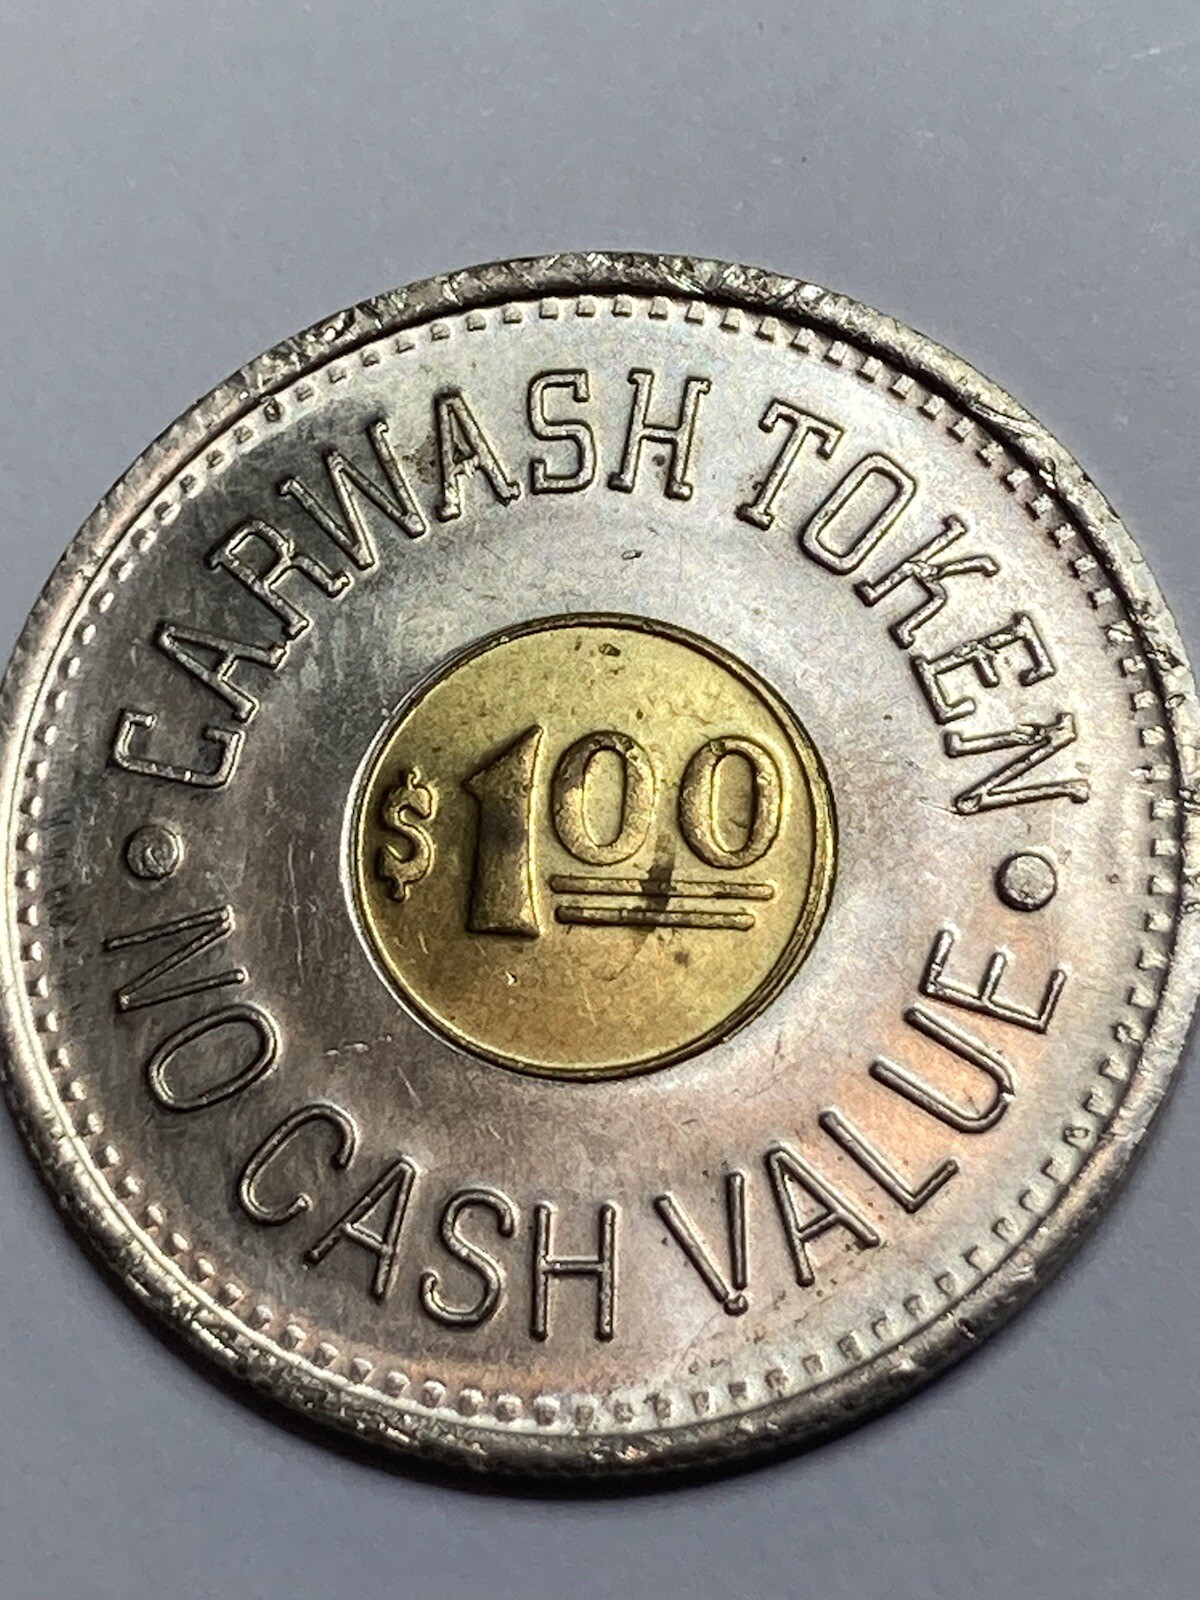 CARWASH TOKEN
$100
NO CASH VALUE